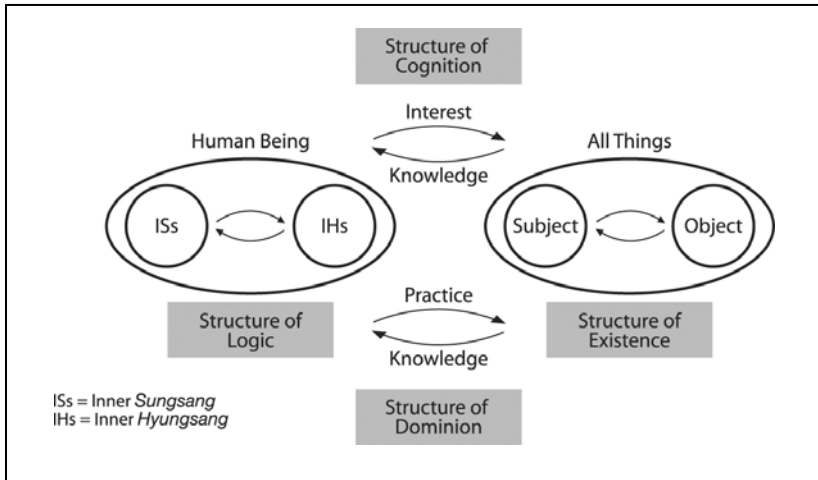 Structure of
Cognition
Interest
Human Being
All Things
Knowledge
ISs
IHs
Subject
Object
Practice
Structure of
Logic
Structure of
Existence
Knowledge
ISs = Inner Sungsang
IHs = Inner Hyungsang
Structure of
Dominion